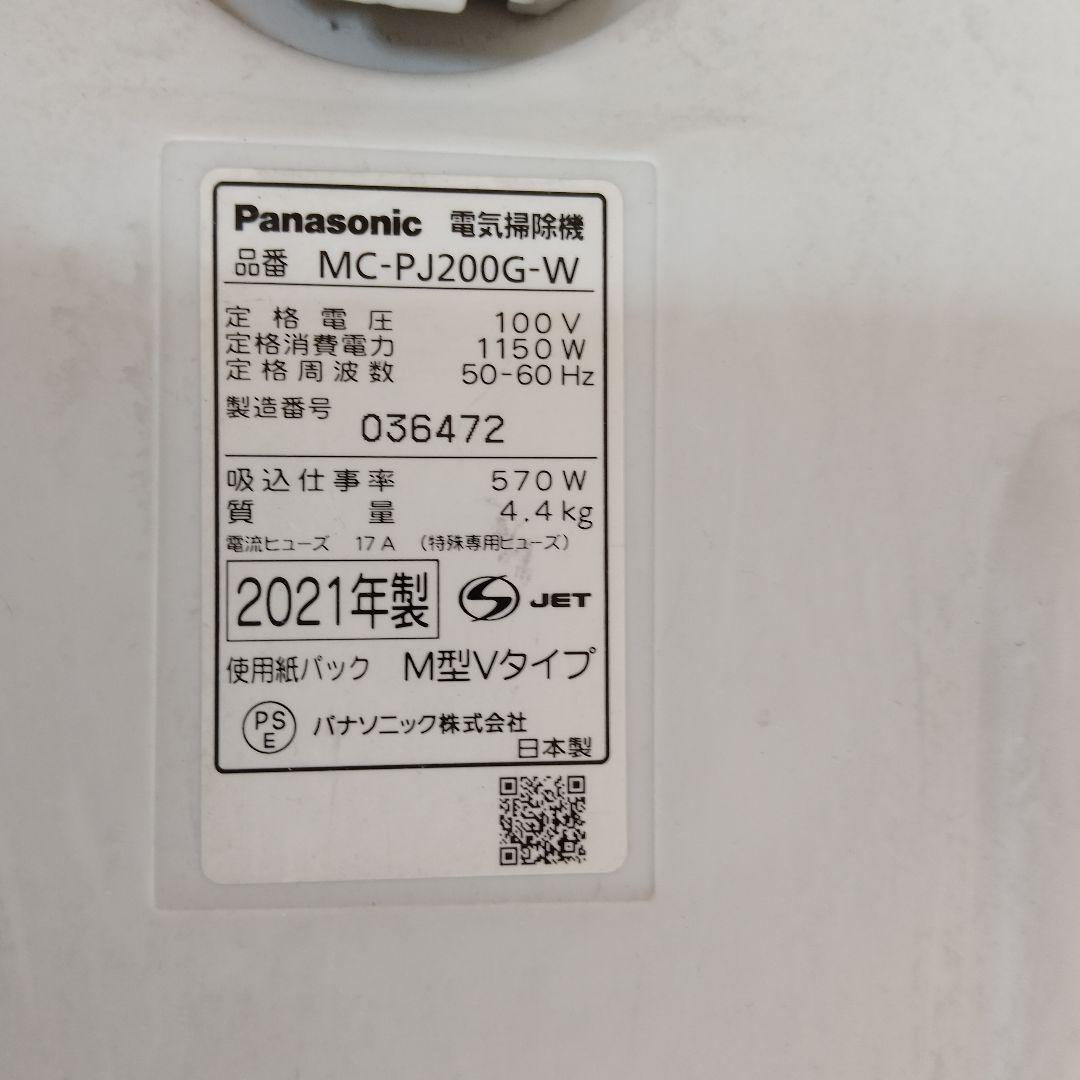 Panasonic 電気掃除機
品番 MC-PJ200G-W
定格電圧 100V
定格消費電力 1150W
定格周波数 50-60Hz
製造番号 036472
吸込仕事率 570W
質量 4.4kg
電流ヒューズ 17A (特殊専用ヒューズ)
2021年製 S JET
使用紙パック M型Vタイプ
PSE パナソニック株式会社
日本製